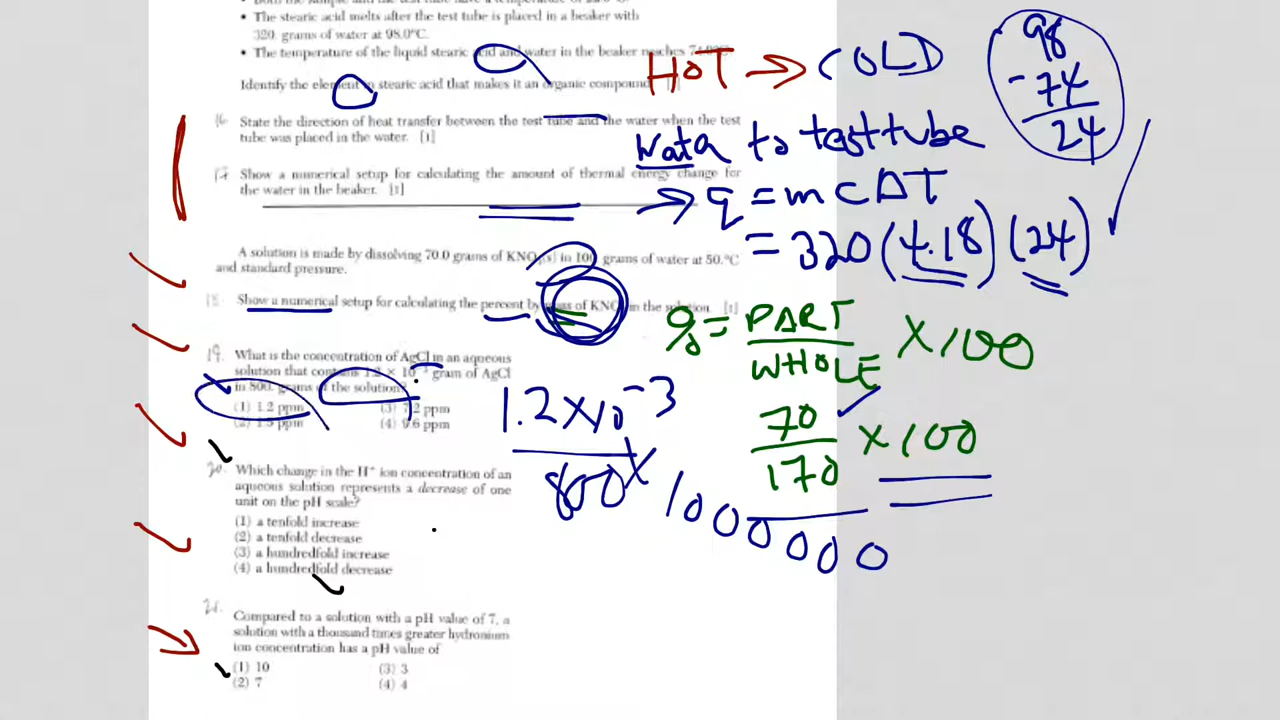 • The stearic acid melts after the test tube is placed in a beaker with
320. grams of water at 98.0°C.
• The temperature of the liquid stearic acid and water in the beaker reaches
Identify the element in stearic acid that makes it an organic compound.
16 State the direction of heat transfer between the test tube and the water when the test
tube was placed in the water. [1]
17 Show a numerical setup for calculating the amount of thermal energy change for
the water in the beaker. [1]
A solution is made by dissolving 70.0 grams of KNO3(s) in 100. grams of water at 50.°C
and standard pressure.
18. Show a numerical setup for calculating the percent by mass of KNO3 in the solution. [1]
19. What is the concentration of AgCl in an aqueous
solution that contains 1.2 × 10⁻³ gram of AgCl
in 800. grams of the solution?
(1) 1.2 ppm (3) 7.2 ppm
(2) 1.5 ppm (4) 9.6 ppm
20. Which change in the H⁺ ion concentration of an
aqueous solution represents a decrease of one
unit on the pH scale?
(1) a tenfold increase
(2) a tenfold decrease
(3) a hundredfold increase
(4) a hundredfold decrease
21. Compared to a solution with a pH value of 7, a
solution with a thousand times greater hydronium
ion concentration has a pH value of
(1) 10 (3) 3
(2) 7 (4) 4
HOT → COLD
98
-74
24
Water to test tube
→ q = mCΔT
= 320 (4.18) (24)
% = PART
WHOLE × 100
70
170 × 100
1.2×10⁻³
800 × 1000000